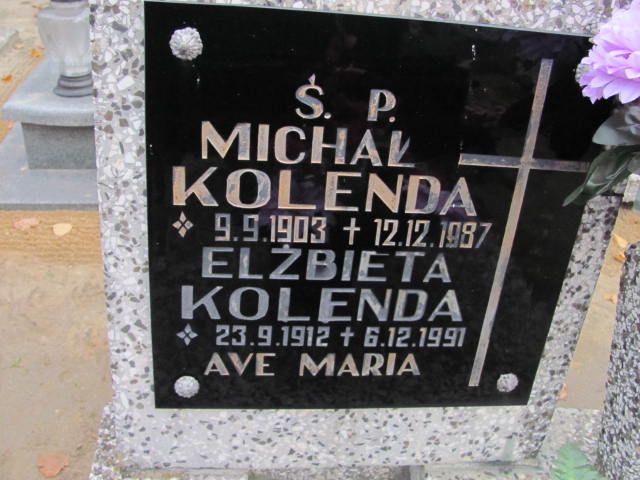 Ś. P.
MICHAŁ
KOLENDA
9.9.1903 + 12.12.1987
ELŻBIETA
KOLENDA
23.9.1912 + 6.12.1991
AVE MARIA